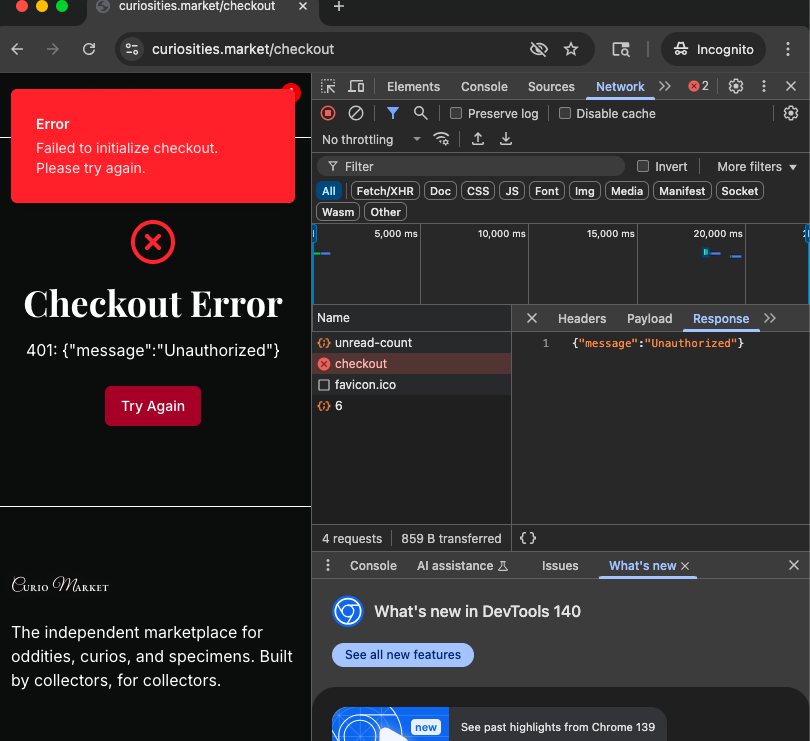 curiosities.market/checkout
curiosities.market/checkout
Incognito
Error
Failed to initialize checkout.
Please try again.
Checkout Error
401: {"message":"Unauthorized"}
Try Again
Curio Market
The independent marketplace for
oddities, curios, and specimens. Built
by collectors, for collectors.
Elements Console Sources Network 2
Preserve log Disable cache
No throttling
Filter Invert More filters
All Fetch/XHR Doc CSS JS Font Img Media Manifest Socket
Wasm Other
5,000 ms 10,000 ms 15,000 ms 20,000 ms
Name
unread-count
checkout
favicon.ico
6
Headers Payload Response
1 {"message":"Unauthorized"}
4 requests 859 B transferred {}
Console AI assistance Issues What's new
What's new in DevTools 140
See all new features
new See past highlights from Chrome 139